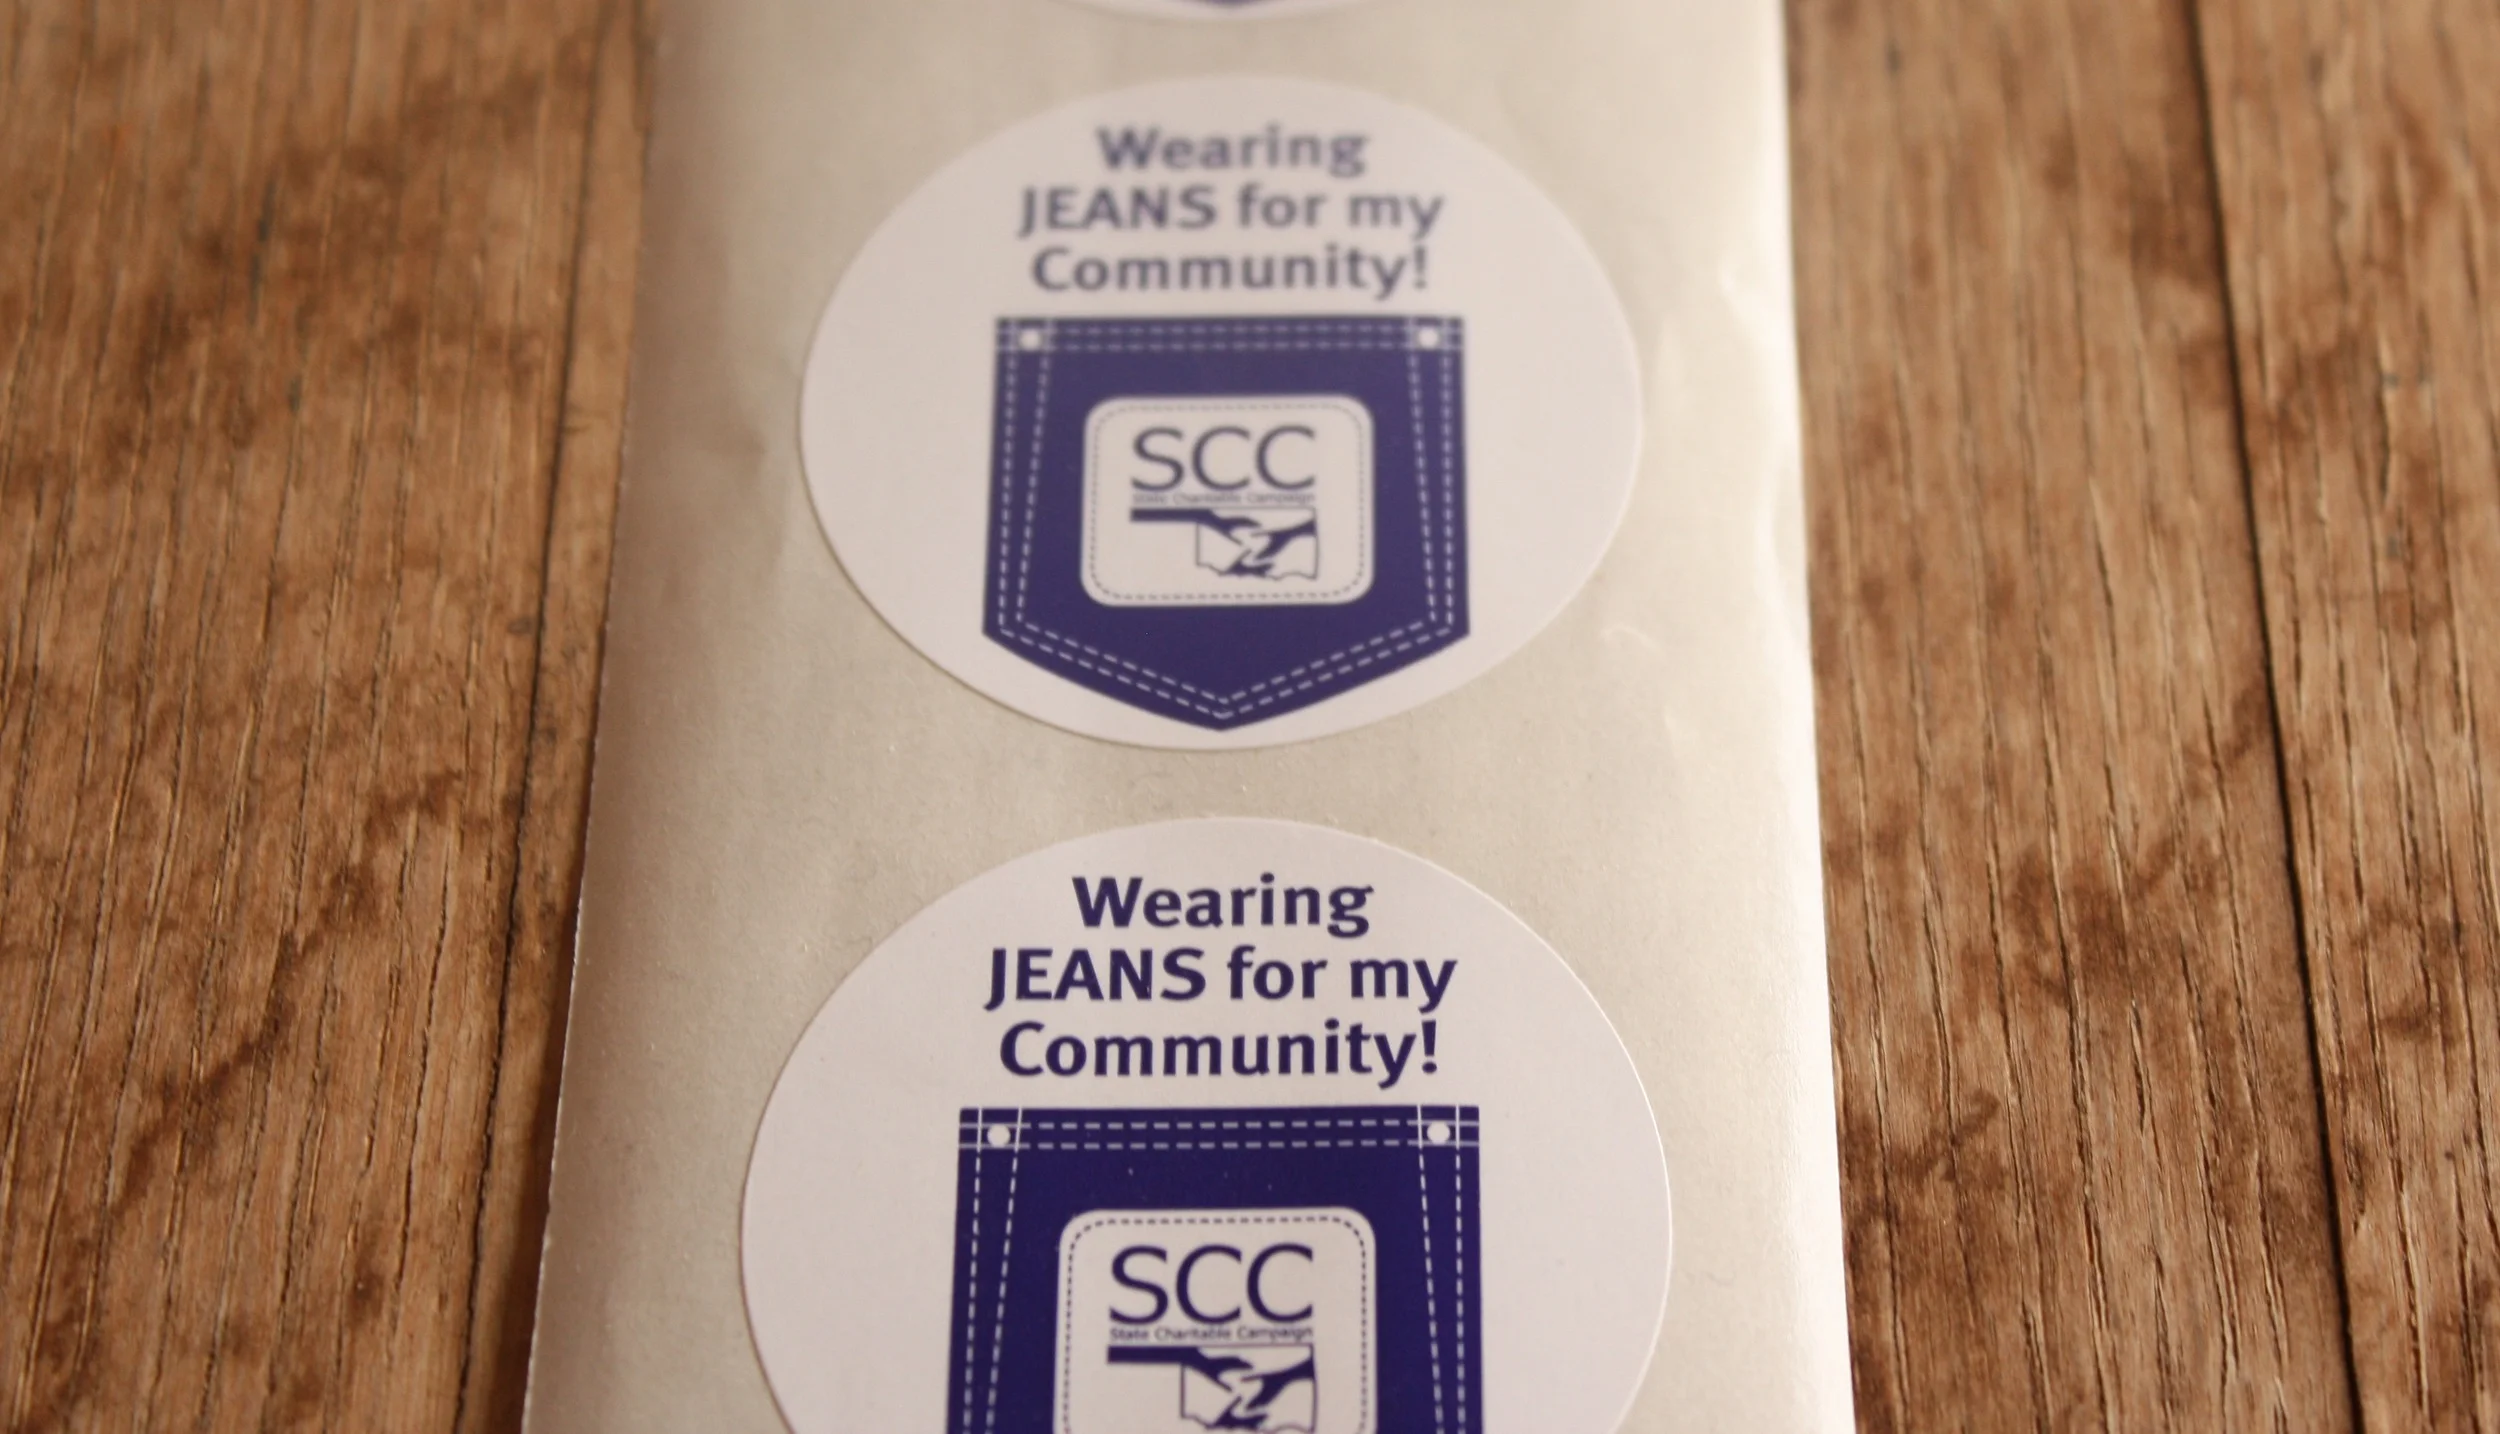 Wearing
JEANS for my
Community!
SCC
State Charitable Campaign
Wearing
JEANS for my
Community!
SCC
State Charitable Campaign